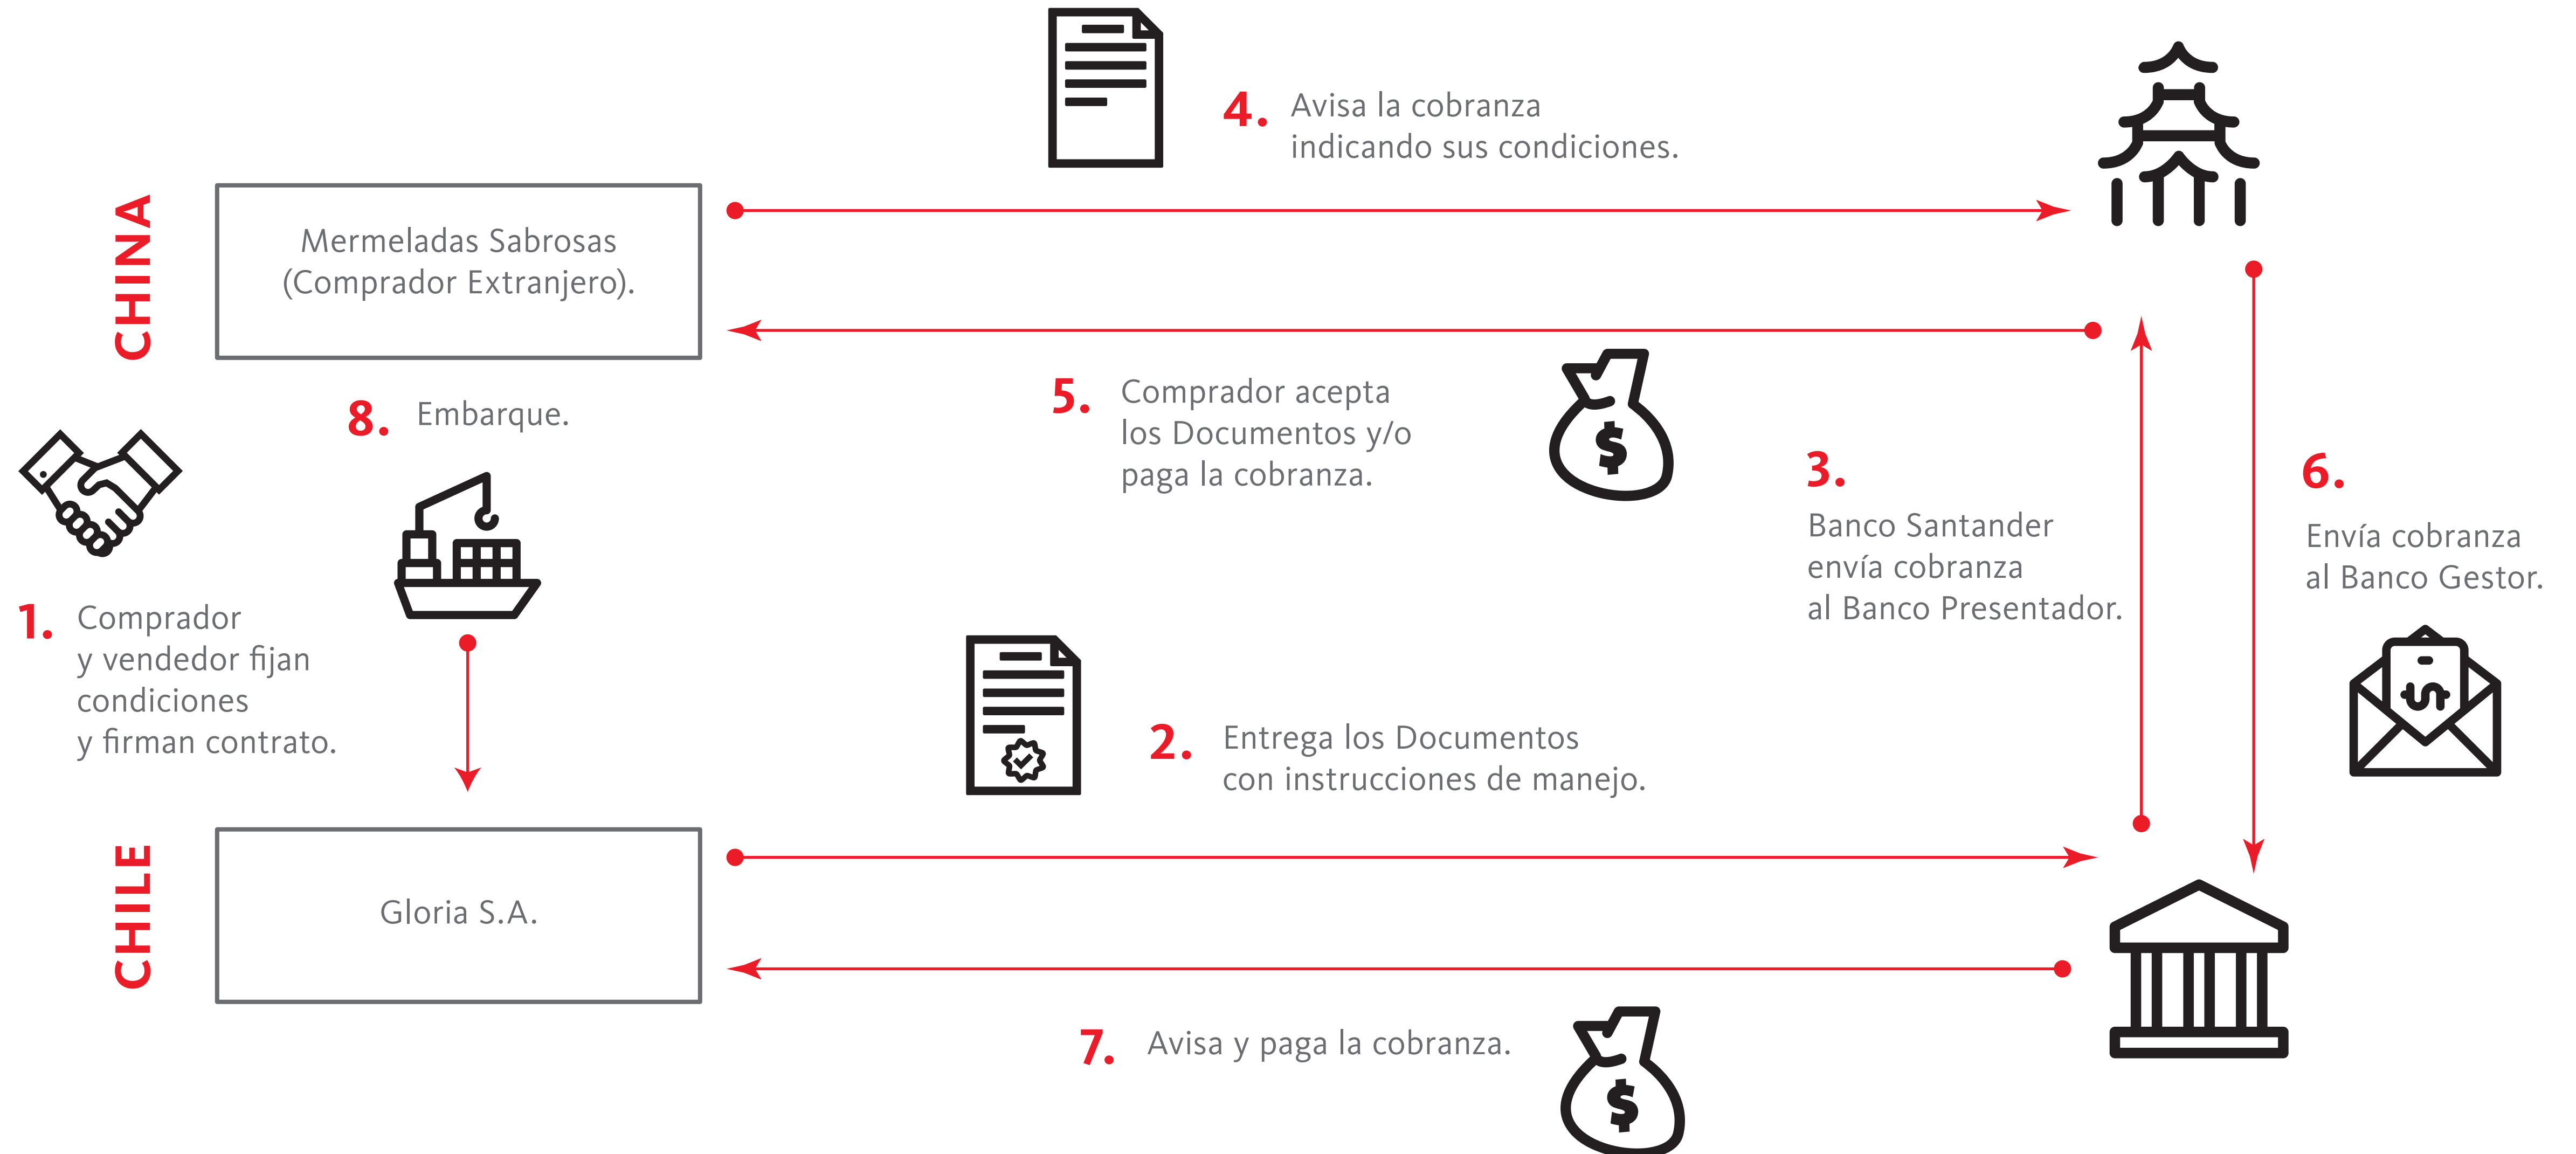 4. Avisa la cobranza
indicando sus condiciones.
CHINA
Mermeladas Sabrosas
(Comprador Extranjero).
8. Embarque.
5. Comprador acepta
los Documentos y/o
paga la cobranza.
$
3.
Banco Santander
envía cobranza
al Banco Presentador.
6.
Envía cobranza
al Banco Gestor.
1. Comprador
y vendedor fijan
condiciones
y firman contrato.
2. Entrega los Documentos
con instrucciones de manejo.
$
CHILE
Gloria S.A.
7. Avisa y paga la cobranza.
$